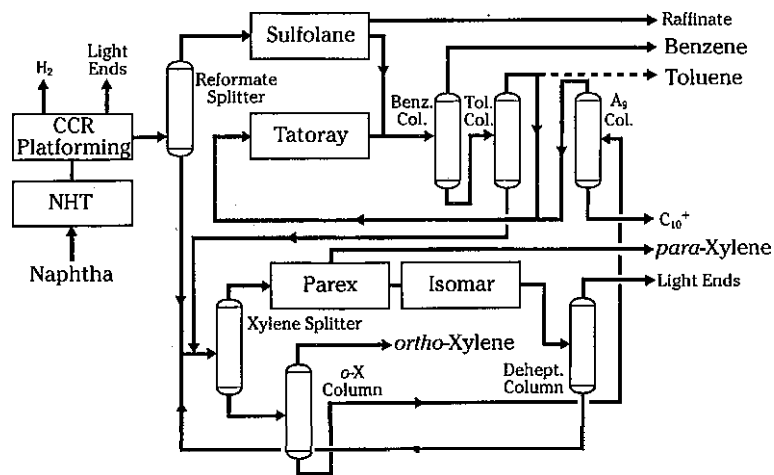 Sulfolane
Raffinate
Light
Ends
Benzene
H₂
Toluene
Reformate
Splitter
Benz.
Col.
Tol.
Col.
A₉
Col.
CCR
Platforming
Tatoray
NHT
C₁₀⁺
Naphtha
para-Xylene
Parex
Isomar
Light Ends
Xylene Splitter
ortho-Xylene
o-X
Column
Dehept.
Column